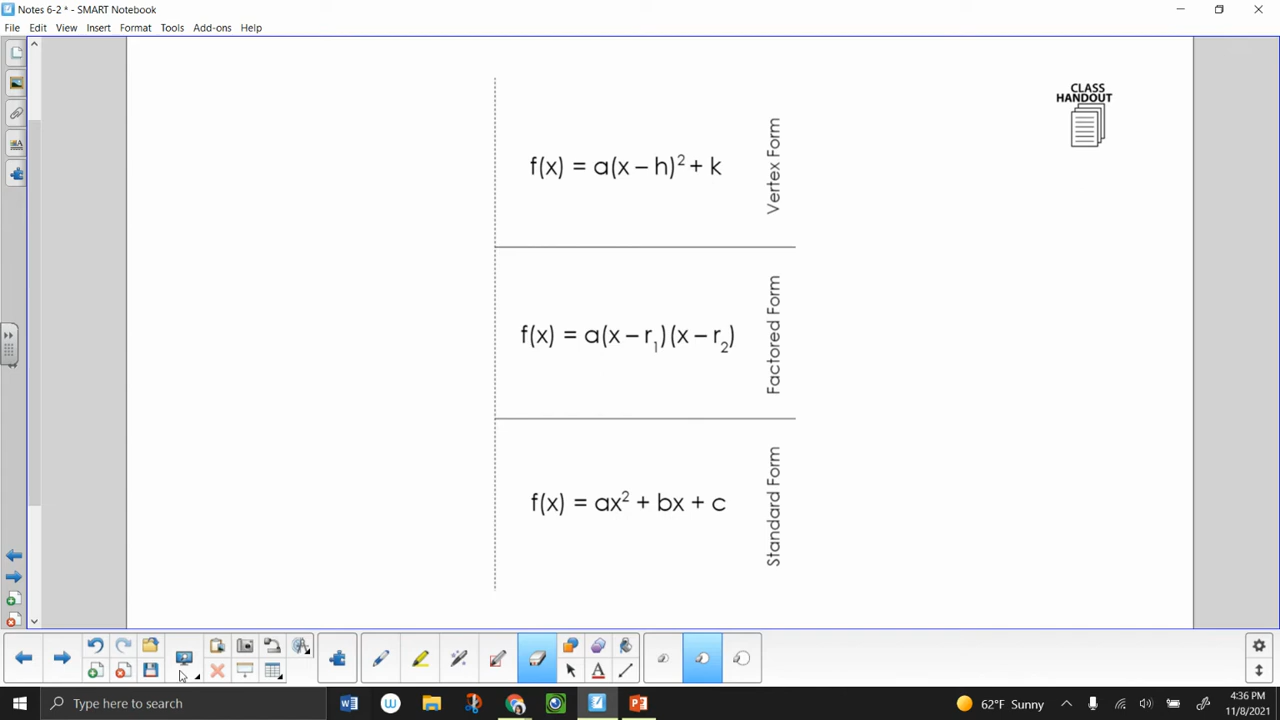 Notes 6-2 * - SMART Notebook
File Edit View Insert Format Tools Add-ons Help
CLASS
HANDOUT
f(x) = a(x – h)² + k
Vertex Form
f(x) = a(x – r₁)(x – r₂)
Factored Form
f(x) = ax² + bx + c
Standard Form
Type here to search
62°F Sunny
4:36 PM
11/8/2021